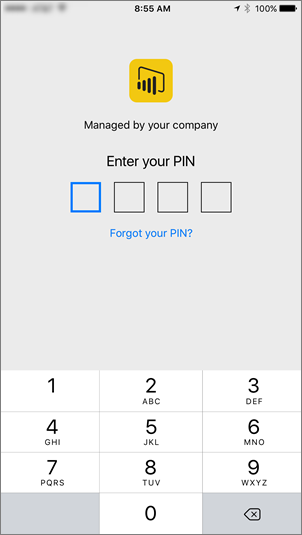 8:55 AM 100%
Managed by your company
Enter your PIN
Forgot your PIN?
1 2 3
ABC DEF
4 5 6
GHI JKL MNO
7 8 9
PQRS TUV WXYZ
0